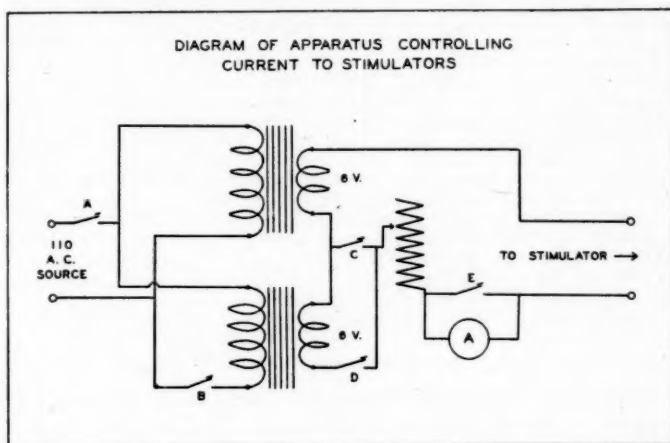 DIAGRAM OF APPARATUS CONTROLLING
CURRENT TO STIMULATORS
A
110
A. C.
SOURCE
6 V.
C
TO STIMULATOR →
E
6 V.
A
D
B